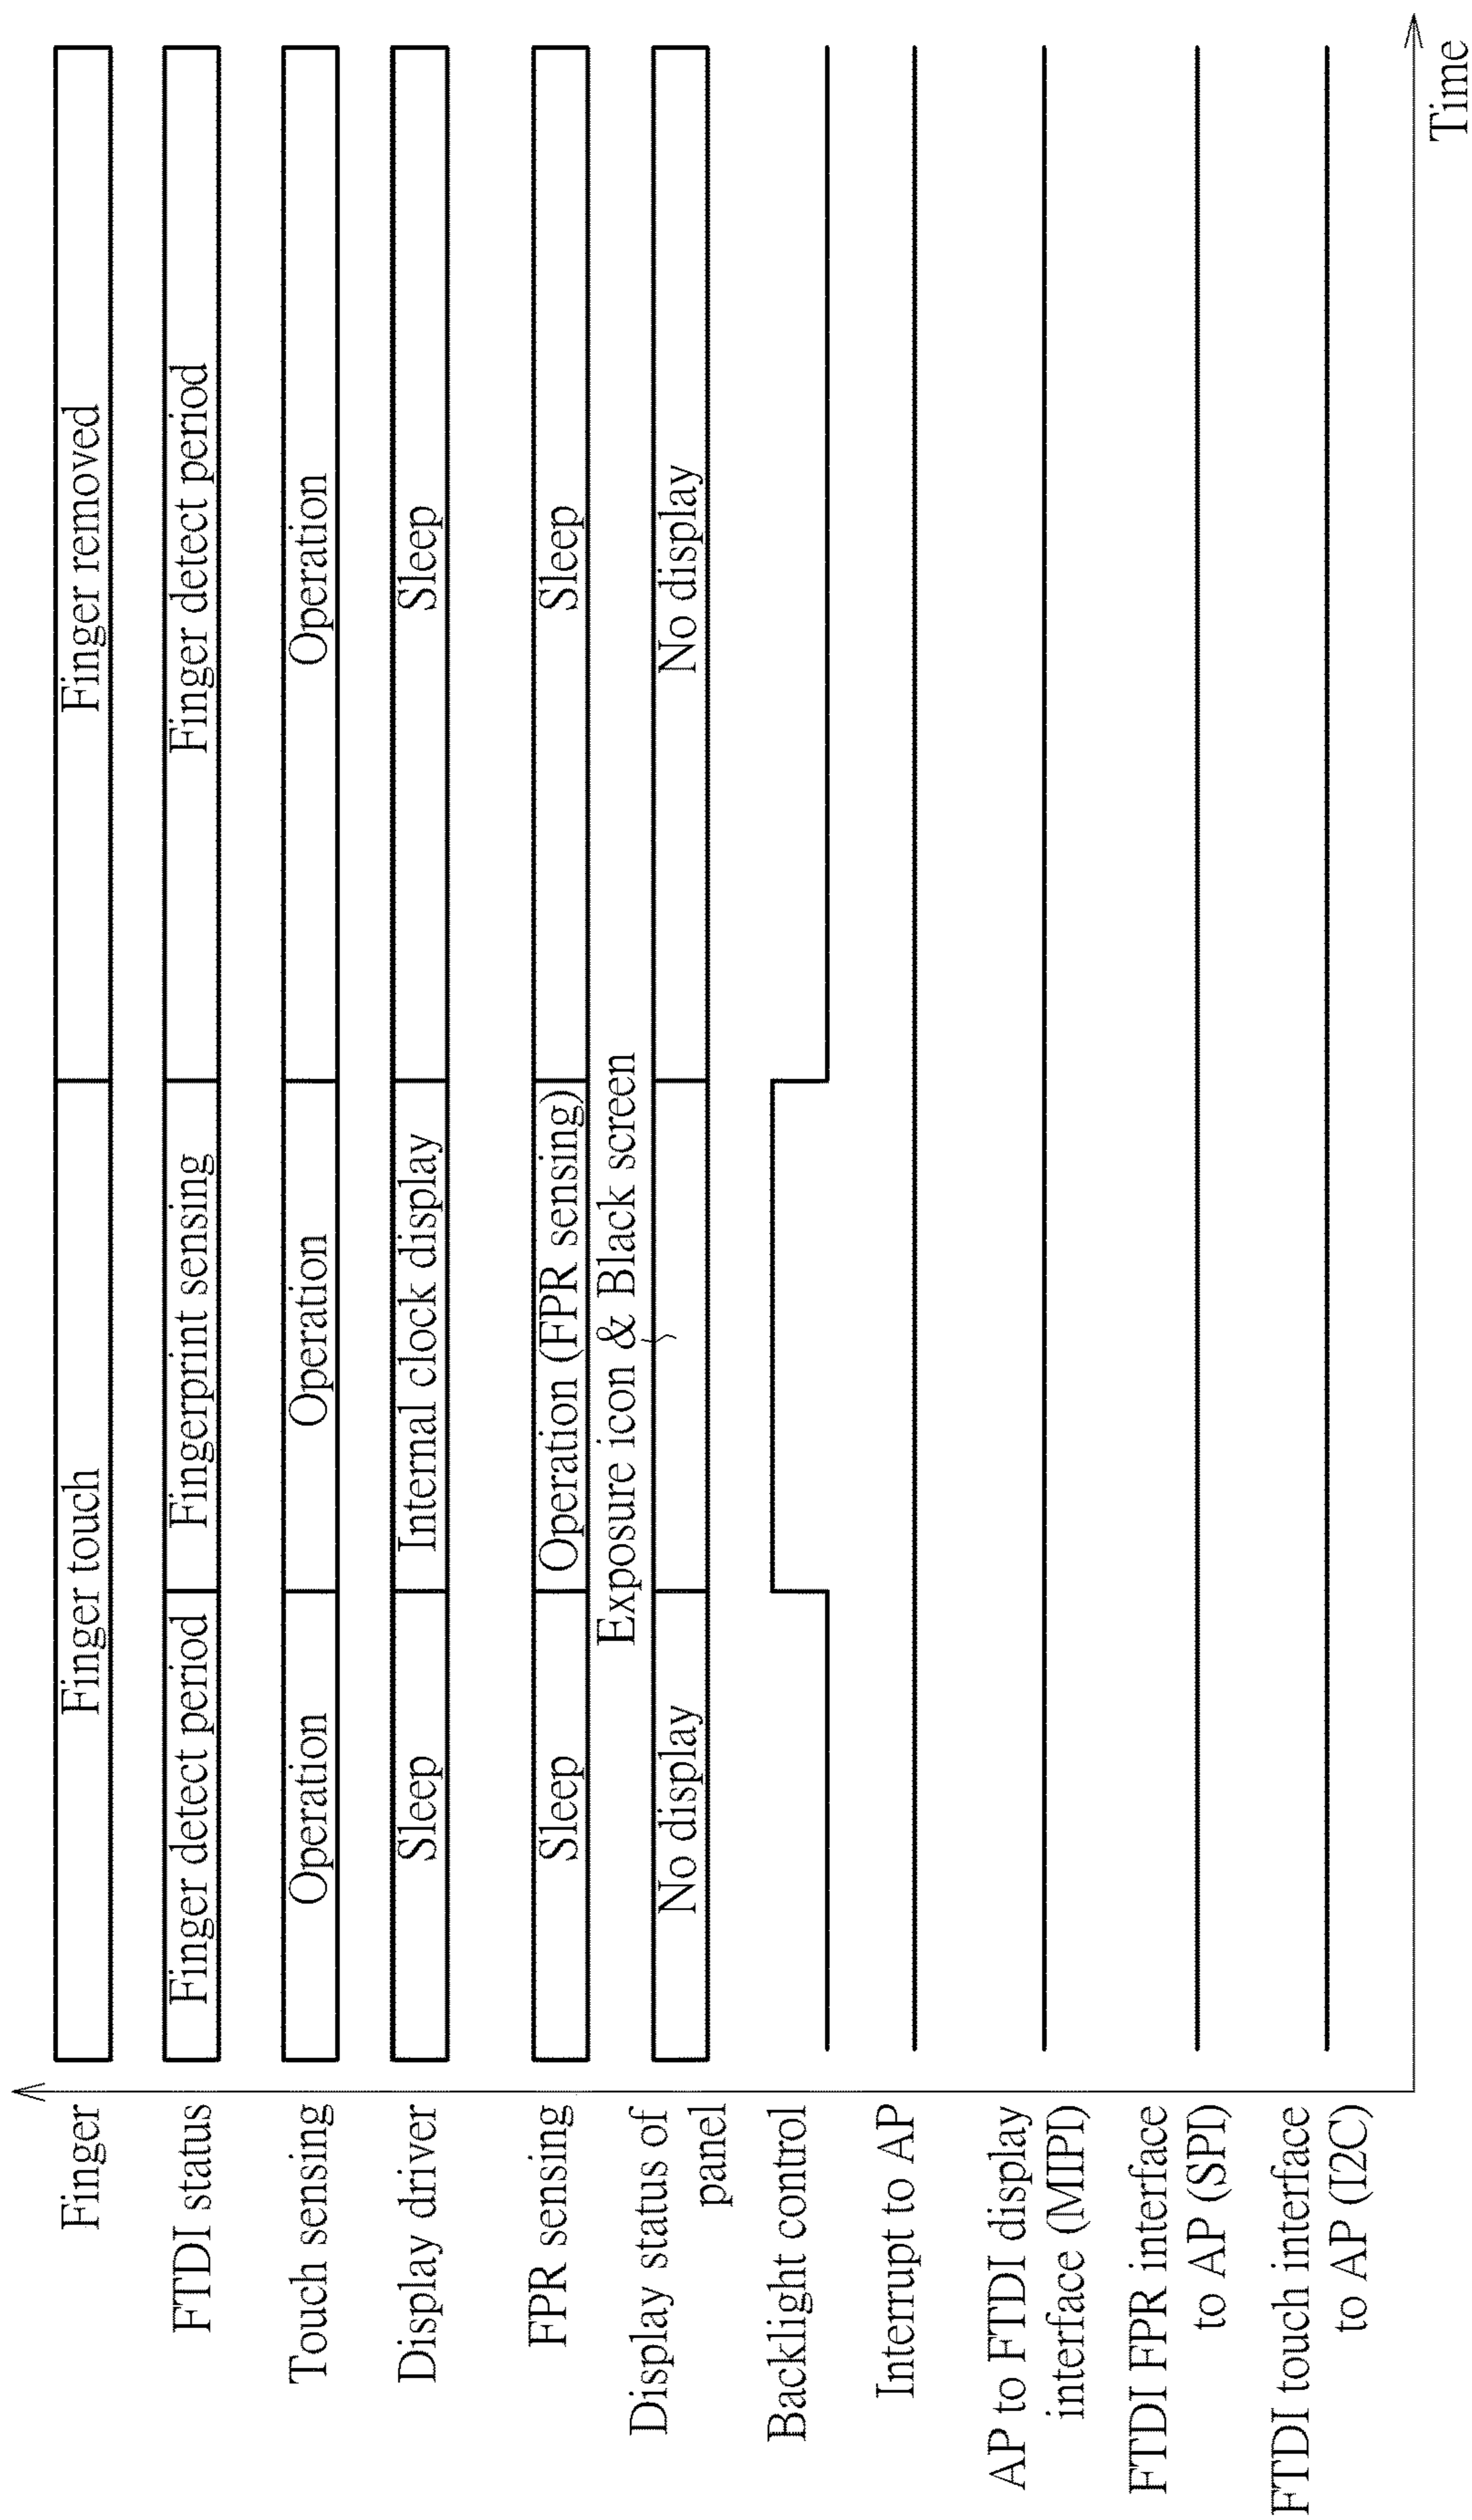 Finger
Finger touch
Finger removed
FTDI status
Finger detect period
Fingerprint sensing
Finger detect period
Touch sensing
Operation
Operation
Operation
Display driver
Sleep
Internal clock display
Sleep
FPR sensing
Sleep
Operation (FPR sensing)
Sleep
Exposure icon & Black screen
Display status of
panel
No display
No display
Backlight control
Interrupt to AP
AP to FTDI display
interface (MIPI)
FTDI FPR interface
to AP (SPI)
FTDI touch interface
to AP (I2C)
Time